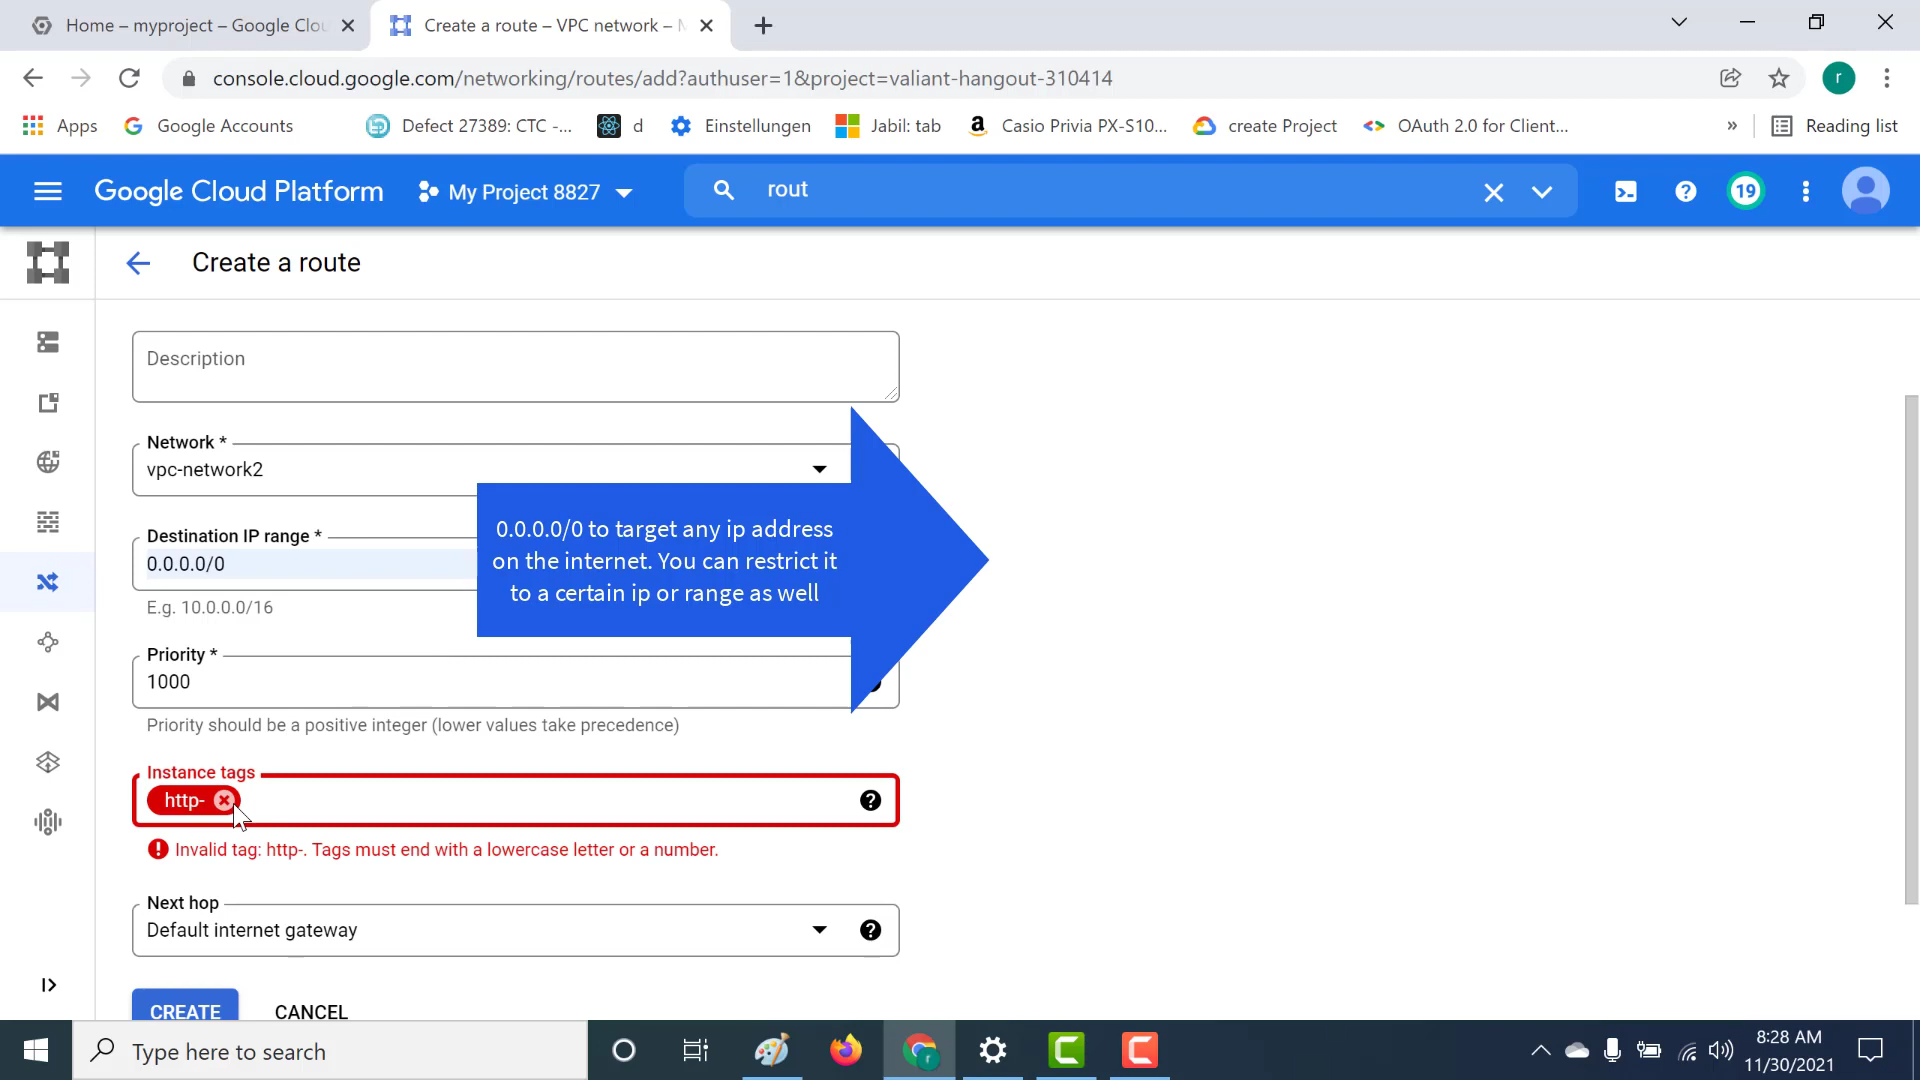 Home – myproject – Google Clou
Create a route – VPC network – M
console.cloud.google.com/networking/routes/add?authuser=1&project=valiant-hangout-310414
r
Apps
Google Accounts
Defect 27389: CTC -...
d
Einstellungen
Jabil: tab
Casio Privia PX-S10...
create Project
OAuth 2.0 for Client...
»
Reading list
Google Cloud Platform
My Project 8827
rout
19
Create a route
Description
Network *
vpc-network2
Destination IP range *
0.0.0.0/0
E.g. 10.0.0.0/16
0.0.0.0/0 to target any ip address
on the internet. You can restrict it
to a certain ip or range as well
Priority *
1000
Priority should be a positive integer (lower values take precedence)
Instance tags
http-
Invalid tag: http-. Tags must end with a lowercase letter or a number.
Next hop
Default internet gateway
CREATE
CANCEL
Type here to search
8:28 AM
11/30/2021